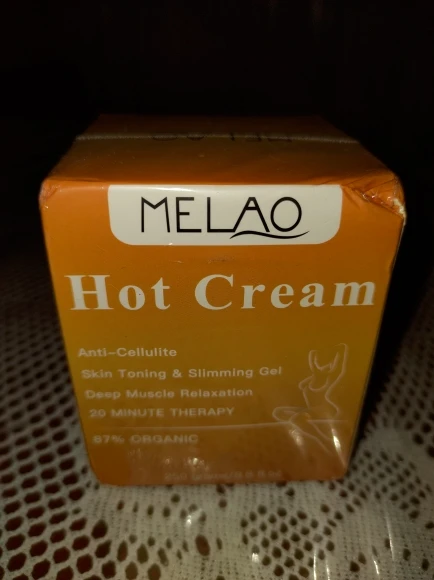 MELAO
Hot Cream
Anti-Cellulite
Skin Toning & Slimming Gel
Deep Muscle Relaxation
20 MINUTE THERAPY
87% ORGANIC